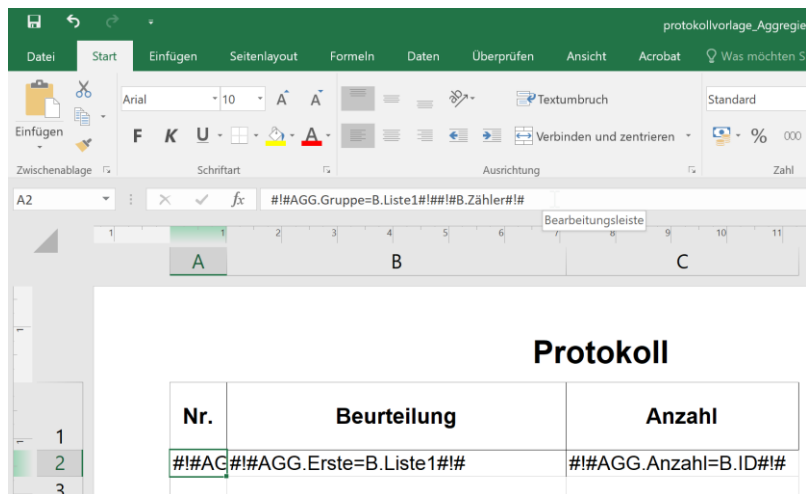 protokollvorlage_Aggregie
Datei Start Einfügen Seitenlayout Formeln Daten Überprüfen Ansicht Acrobat Was möchten S
Arial 10 A A Textumbruch Standard
Einfügen F K U A Verbinden und zentrieren % 000
Zwischenablage Schriftart Ausrichtung Zahl
A2 fx #!#AGG.Gruppe=B.Liste1#!##!#B.Zähler#!#
Bearbeitungsleiste
1 1 2 3 4 5 6 7 8 9 10 11
A B C
Protokoll
1 Nr. Beurteilung Anzahl
2 #!#AG #!#AGG.Erste=B.Liste1#!# #!#AGG.Anzahl=B.ID#!#
3